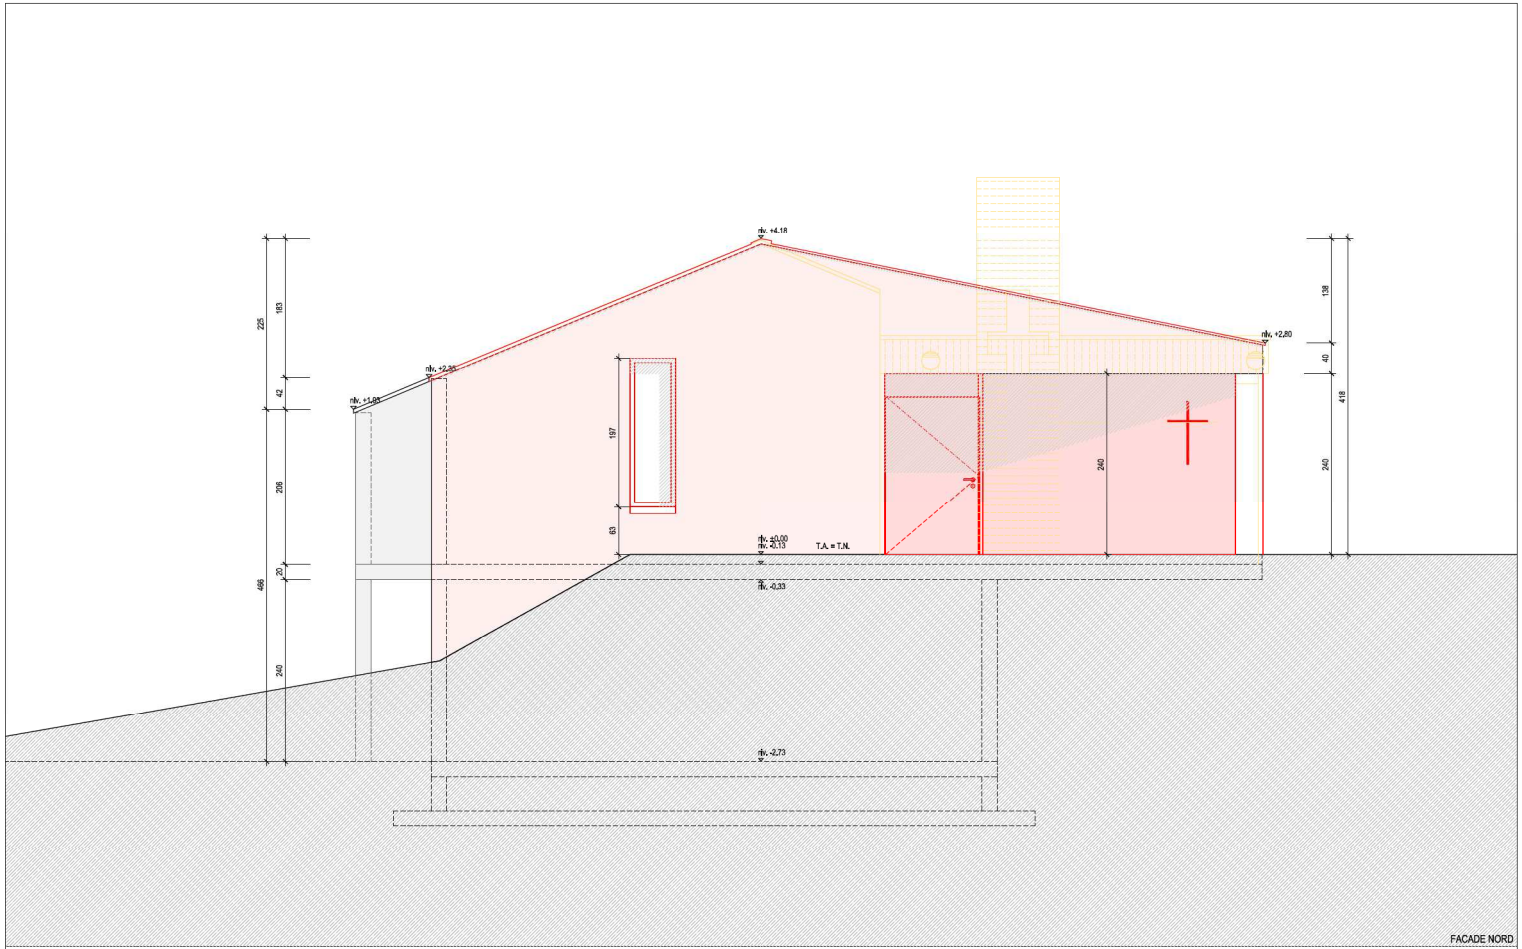 niv. +4.18
niv. +2.80
niv. +2.35
niv. +1.93
225
183
42
206
20
466
240
197
63
240
138
40
418
240
niv. ±0.00
niv. -0.13
T.A. = T.N.
niv. -0.33
niv. -2.73
FACADE NORD